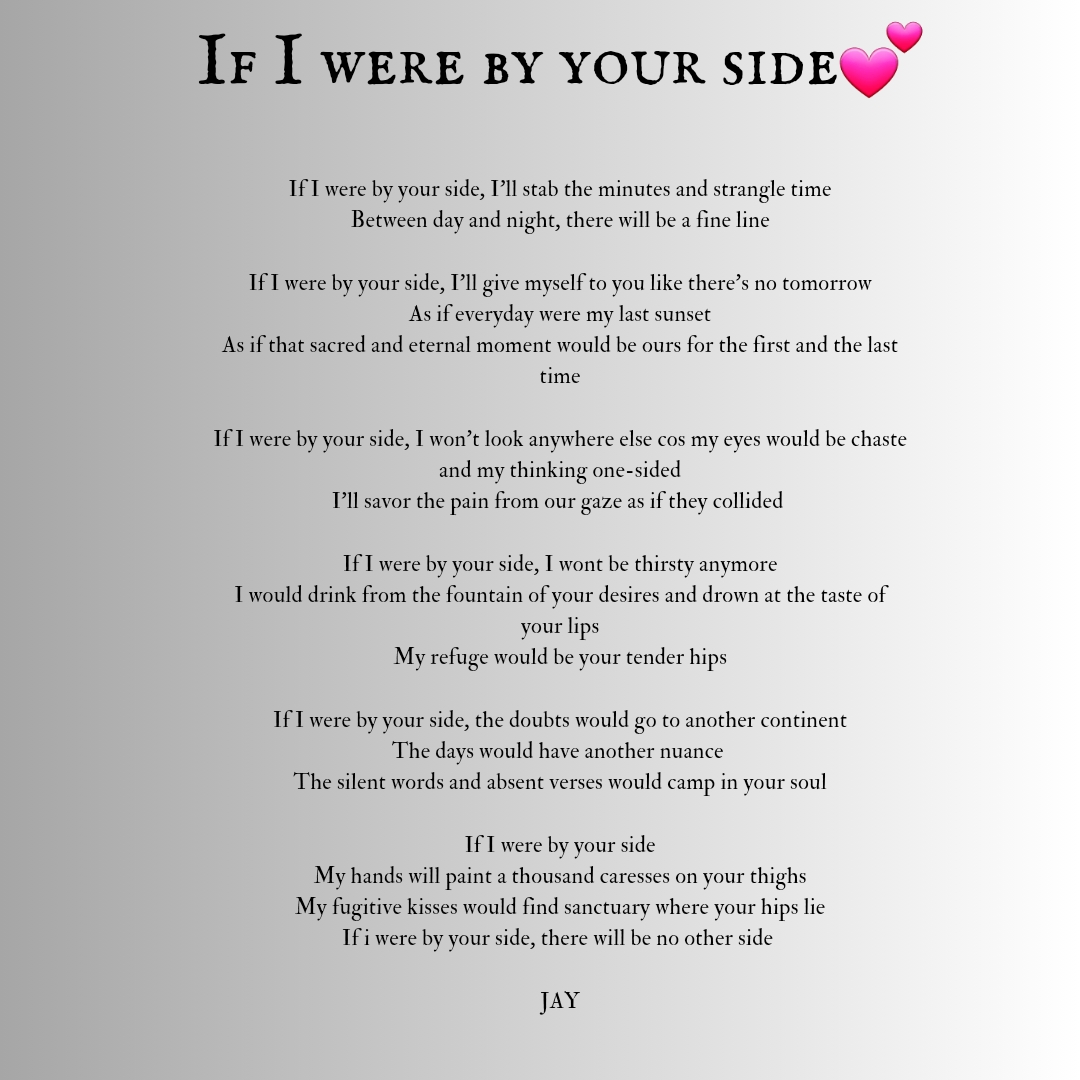 If I were by your side💕
If I were by your side, I'll stab the minutes and strangle time
Between day and night, there will be a fine line
If I were by your side, I'll give myself to you like there's no tomorrow
As if everyday were my last sunset
As if that sacred and eternal moment would be ours for the first and the last
time
If I were by your side, I won't look anywhere else cos my eyes would be chaste
and my thinking one-sided
I'll savor the pain from our gaze as if they collided
If I were by your side, I wont be thirsty anymore
I would drink from the fountain of your desires and drown at the taste of
your lips
My refuge would be your tender hips
If I were by your side, the doubts would go to another continent
The days would have another nuance
The silent words and absent verses would camp in your soul
If I were by your side
My hands will paint a thousand caresses on your thighs
My fugitive kisses would find sanctuary where your hips lie
If i were by your side, there will be no other side
JAY